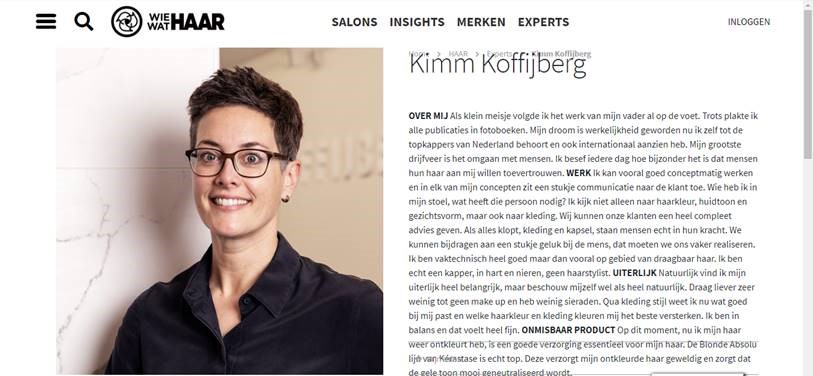 WIE
WAT HAAR
SALONS INSIGHTS MERKEN EXPERTS
INLOGGEN
Home > HAAR > Experts > Kimm Koffijberg
Kimm Koffijberg
OVER MIJ Als klein meisje volgde ik het werk van mijn vader al op de voet. Trots plakte ik
alle publicaties in fotoboeken. Mijn droom is werkelijkheid geworden nu ik zelf tot de
topkappers van Nederland behoort en ook internationaal aanzien heb. Mijn grootste
drijfveer is het omgaan met mensen. Ik besef iedere dag hoe bijzonder het is dat mensen
hun haar aan mij willen toevertrouwen. WERK Ik kan vooral goed conceptmatig werken
en in elk van mijn concepten zit een stukje communicatie naar de klant toe. Wie heb ik in
mijn stoel, wat heeft die persoon nodig? Ik kijk niet alleen naar haarkleur, huidtoon en
gezichtsvorm, maar ook naar kleding. Wij kunnen onze klanten een heel compleet
advies geven. Als alles klopt, kleding en kapsel, staan mensen echt in hun kracht. We
kunnen bijdragen aan een stukje geluk bij de mens, dat moeten we ons vaker realiseren.
Ik ben vaktechnisch heel goed maar dan vooral op gebied van draagbaar haar. Ik ben
echt een kapper, in hart en nieren, geen haarstylist. UITERLIJK Natuurlijk vind ik mijn
uiterlijk heel belangrijk, maar beschouw mijzelf wel als heel natuurlijk. Draag liever zeer
weinig tot geen make up en heb weinig sieraden. Qua kleding stijl weet ik nu wat goed
bij mij past en welke haarkleur en kleding kleuren mij het beste versterken. Ik ben in
balans en dat voelt heel fijn. ONMISBAAR PRODUCT Op dit moment, nu ik mijn haar
weer ontkleurt heb, is een goede verzorging essentieel voor mijn haar. De Blonde Absolu
lijn van Kérastase is echt top. Deze verzorgt mijn ontkleurde haar geweldig en zorgt dat
de gele toon mooi geneutraliseerd wordt.